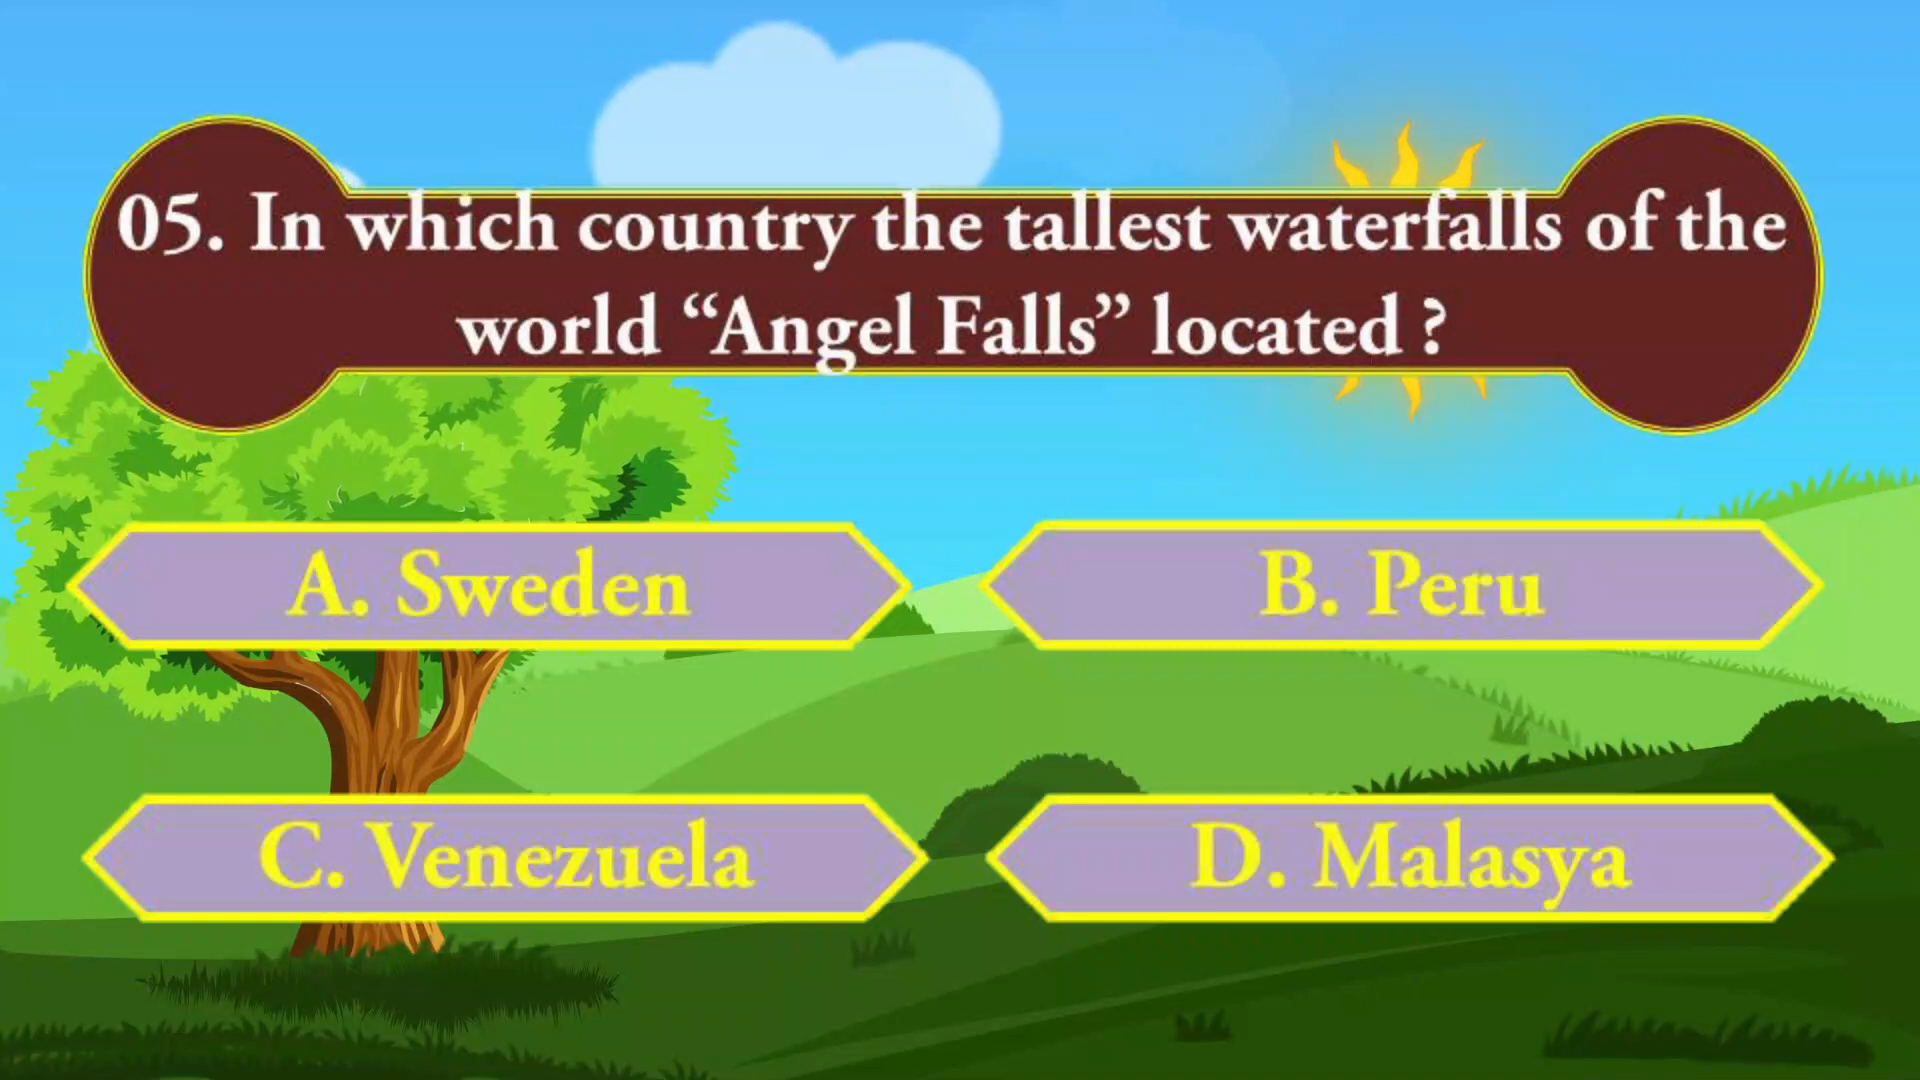 05. In which country the tallest waterfalls of the
world “Angel Falls” located ?
A. Sweden
B. Peru
C. Venezuela
D. Malasya